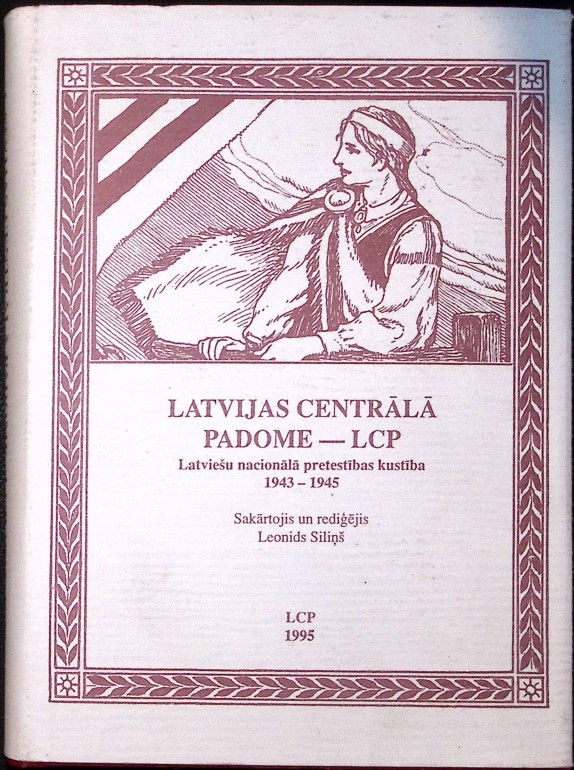 LATVIJAS CENTRĀLĀ
PADOME — LCP
Latviešu nacionālā pretestības kustība
1943 – 1945
Sakārtojis un rediģējis
Leonids Siliņš
LCP
1995